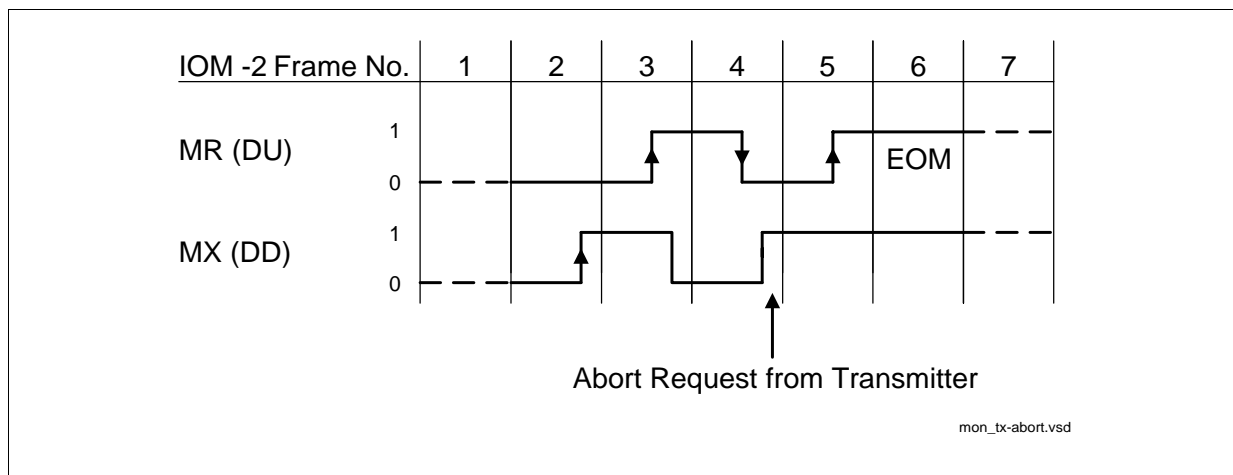 IOM -2 Frame No. 1 2 3 4 5 6 7
MR (DU) 1
0
EOM
MX (DD) 1
0
Abort Request from Transmitter
mon_tx-abort.vsd